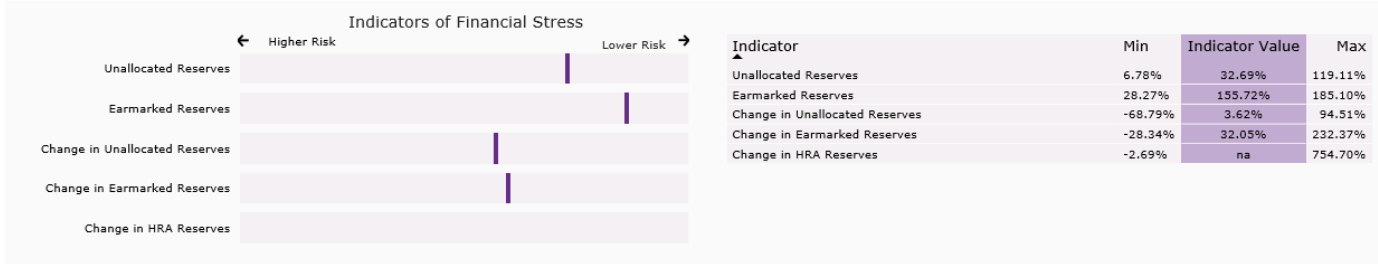 Indicators of Financial Stress
← Higher Risk Lower Risk →
Unallocated Reserves
Earmarked Reserves
Change in Unallocated Reserves
Change in Earmarked Reserves
Change in HRA Reserves
Indicator Min Indicator Value Max
Unallocated Reserves 6.78% 32.69% 119.11%
Earmarked Reserves 28.27% 155.72% 185.10%
Change in Unallocated Reserves -68.79% 3.62% 94.51%
Change in Earmarked Reserves -28.34% 32.05% 232.37%
Change in HRA Reserves -2.69% na 754.70%